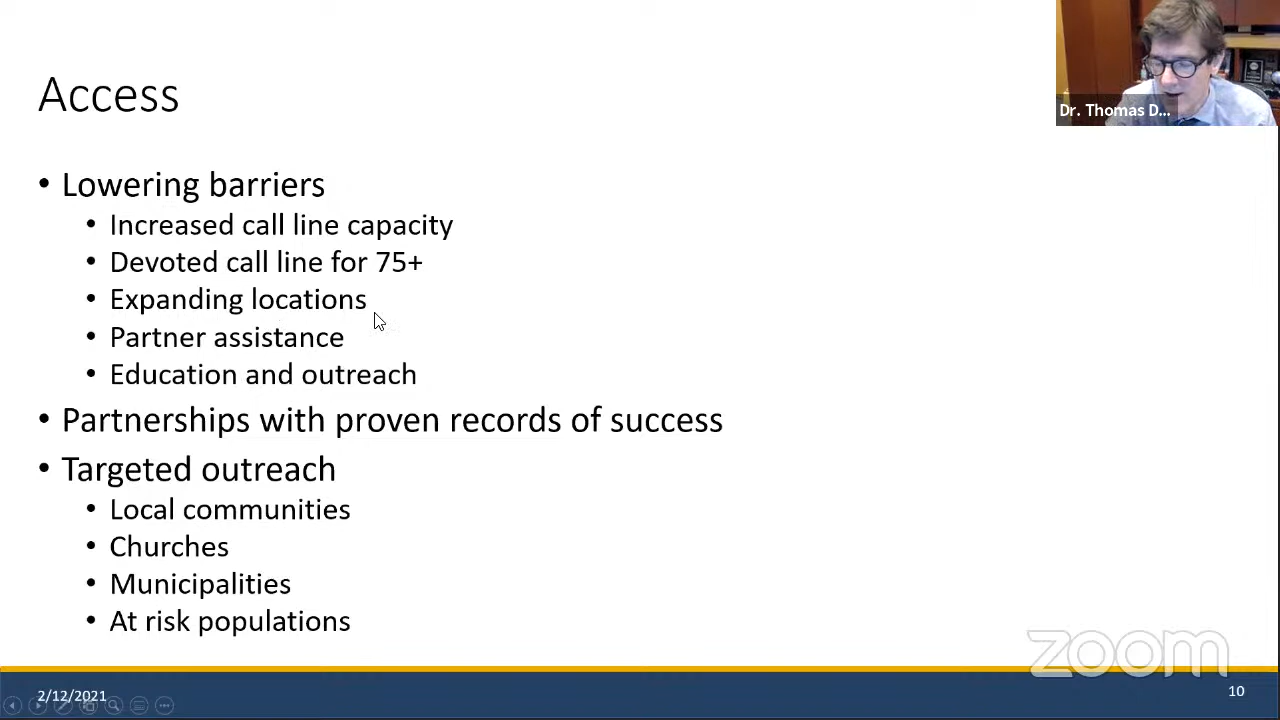 Access
Dr. Thomas D...
• Lowering barriers
• Increased call line capacity
• Devoted call line for 75+
• Expanding locations
• Partner assistance
• Education and outreach
• Partnerships with proven records of success
• Targeted outreach
• Local communities
• Churches
• Municipalities
• At risk populations
zoom
2/12/2021
10